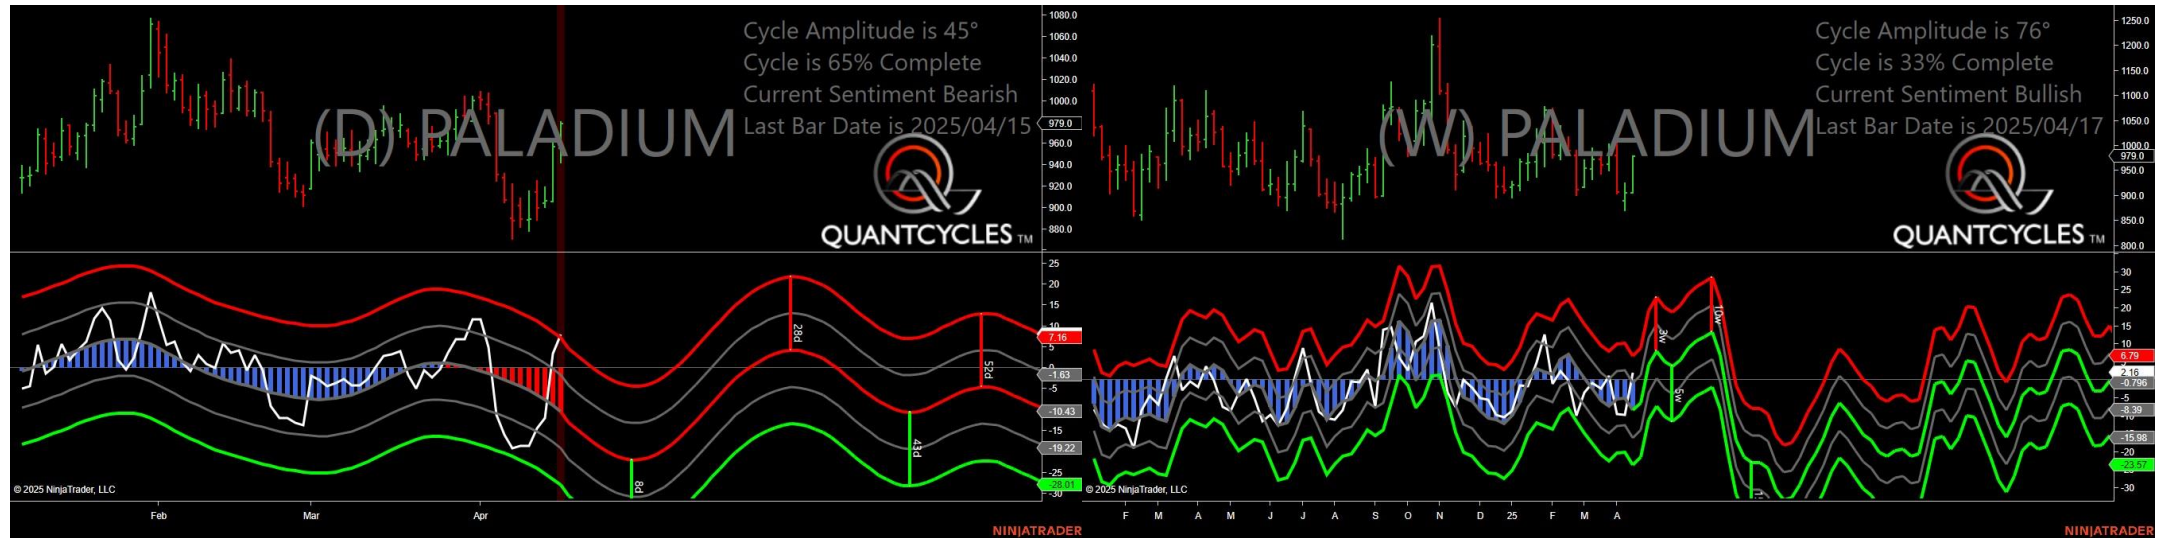 Cycle Amplitude is 45°
Cycle is 65% Complete
Current Sentiment Bearish
Last Bar Date is 2025/04/15
(D) PALADIUM
QUANTCYCLES TM
1080.0
1060.0
1040.0
1020.0
1000.0
979.0
960.0
940.0
920.0
900.0
880.0
25
20
15
10
7.16
5
-1.63
-5
-10.43
-15
-19.22
-25
-28.01
-30
28d
52d
43d
8d
© 2025 NinjaTrader, LLC
Feb
Mar
Apr
NINJATRADER
Cycle Amplitude is 76°
Cycle is 33% Complete
Current Sentiment Bullish
Last Bar Date is 2025/04/17
(W) PALADIUM
QUANTCYCLES TM
1250.0
1200.0
1150.0
1100.0
1050.0
1000.0
979.0
950.0
900.0
850.0
800.0
30
25
20
15
10
6.79
2.16
-0.796
-5
-8.39
-15.98
-20
-23.57
-30
3w
10w
5w
© 2025 NinjaTrader, LLC
F
M
A
M
J
J
A
S
O
N
D
25
F
M
A
NINJATRADER